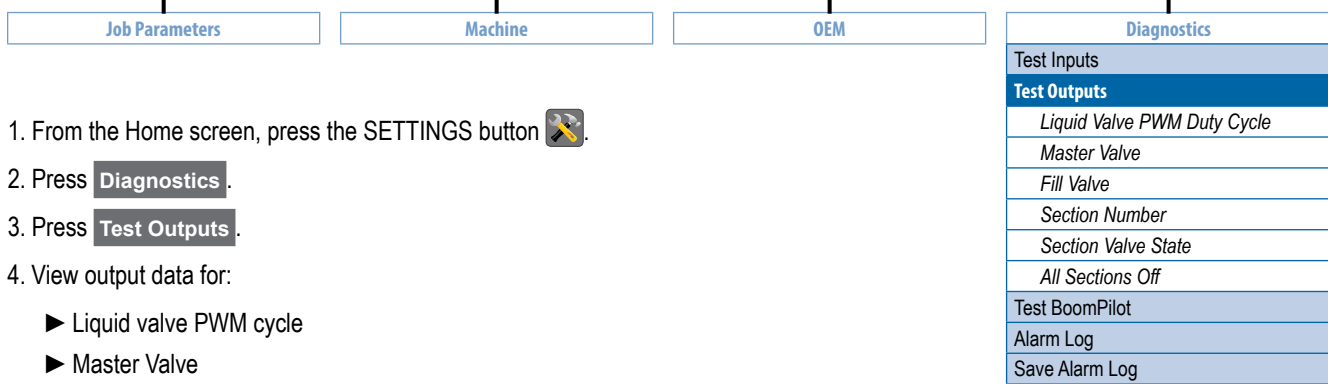 Job Parameters
Machine
OEM
Diagnostics
Test Inputs
Test Outputs
Liquid Valve PWM Duty Cycle
Master Valve
Fill Valve
Section Number
Section Valve State
All Sections Off
Test BoomPilot
Alarm Log
Save Alarm Log
1. From the Home screen, press the SETTINGS button.
2. Press Diagnostics.
3. Press Test Outputs.
4. View output data for:
►Liquid valve PWM cycle
►Master Valve